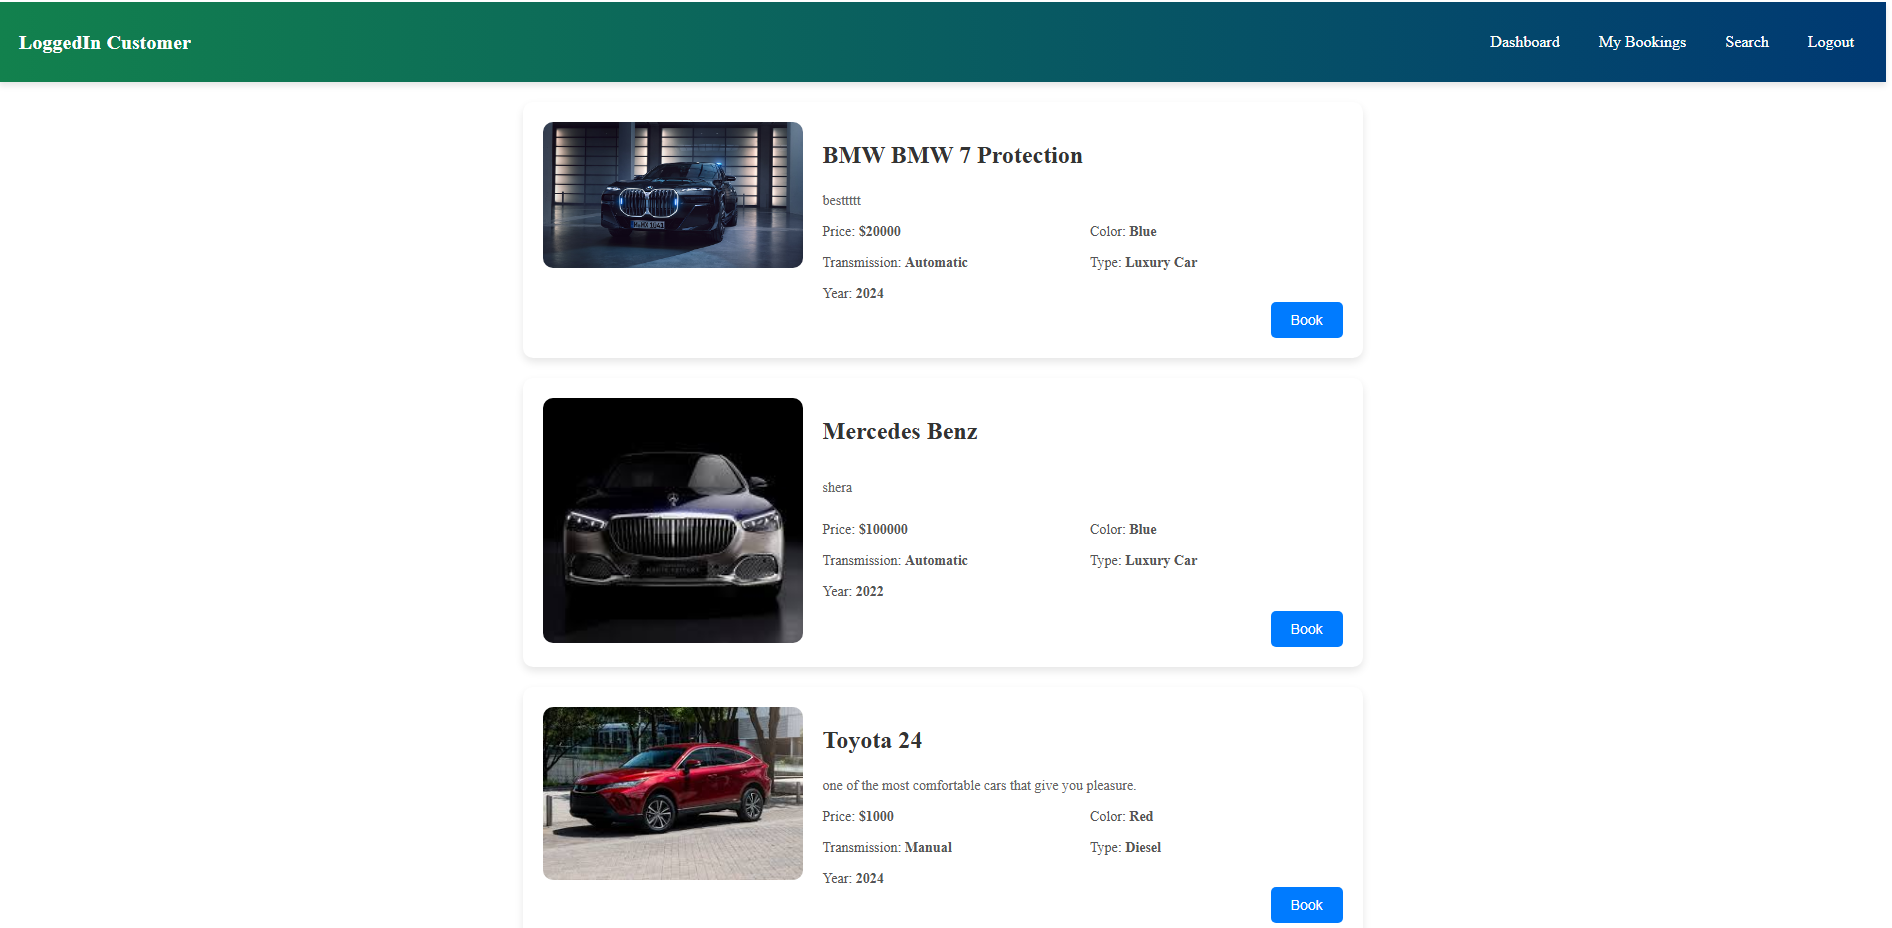 LoggedIn Customer
Dashboard My Bookings Search Logout
BMW BMW 7 Protection
besttttt
Price: $20000 Color: Blue
Transmission: Automatic Type: Luxury Car
Year: 2024
Book
Mercedes Benz
shera
Price: $100000 Color: Blue
Transmission: Automatic Type: Luxury Car
Year: 2022
Book
Toyota 24
one of the most comfortable cars that give you pleasure.
Price: $1000 Color: Red
Transmission: Manual Type: Diesel
Year: 2024
Book